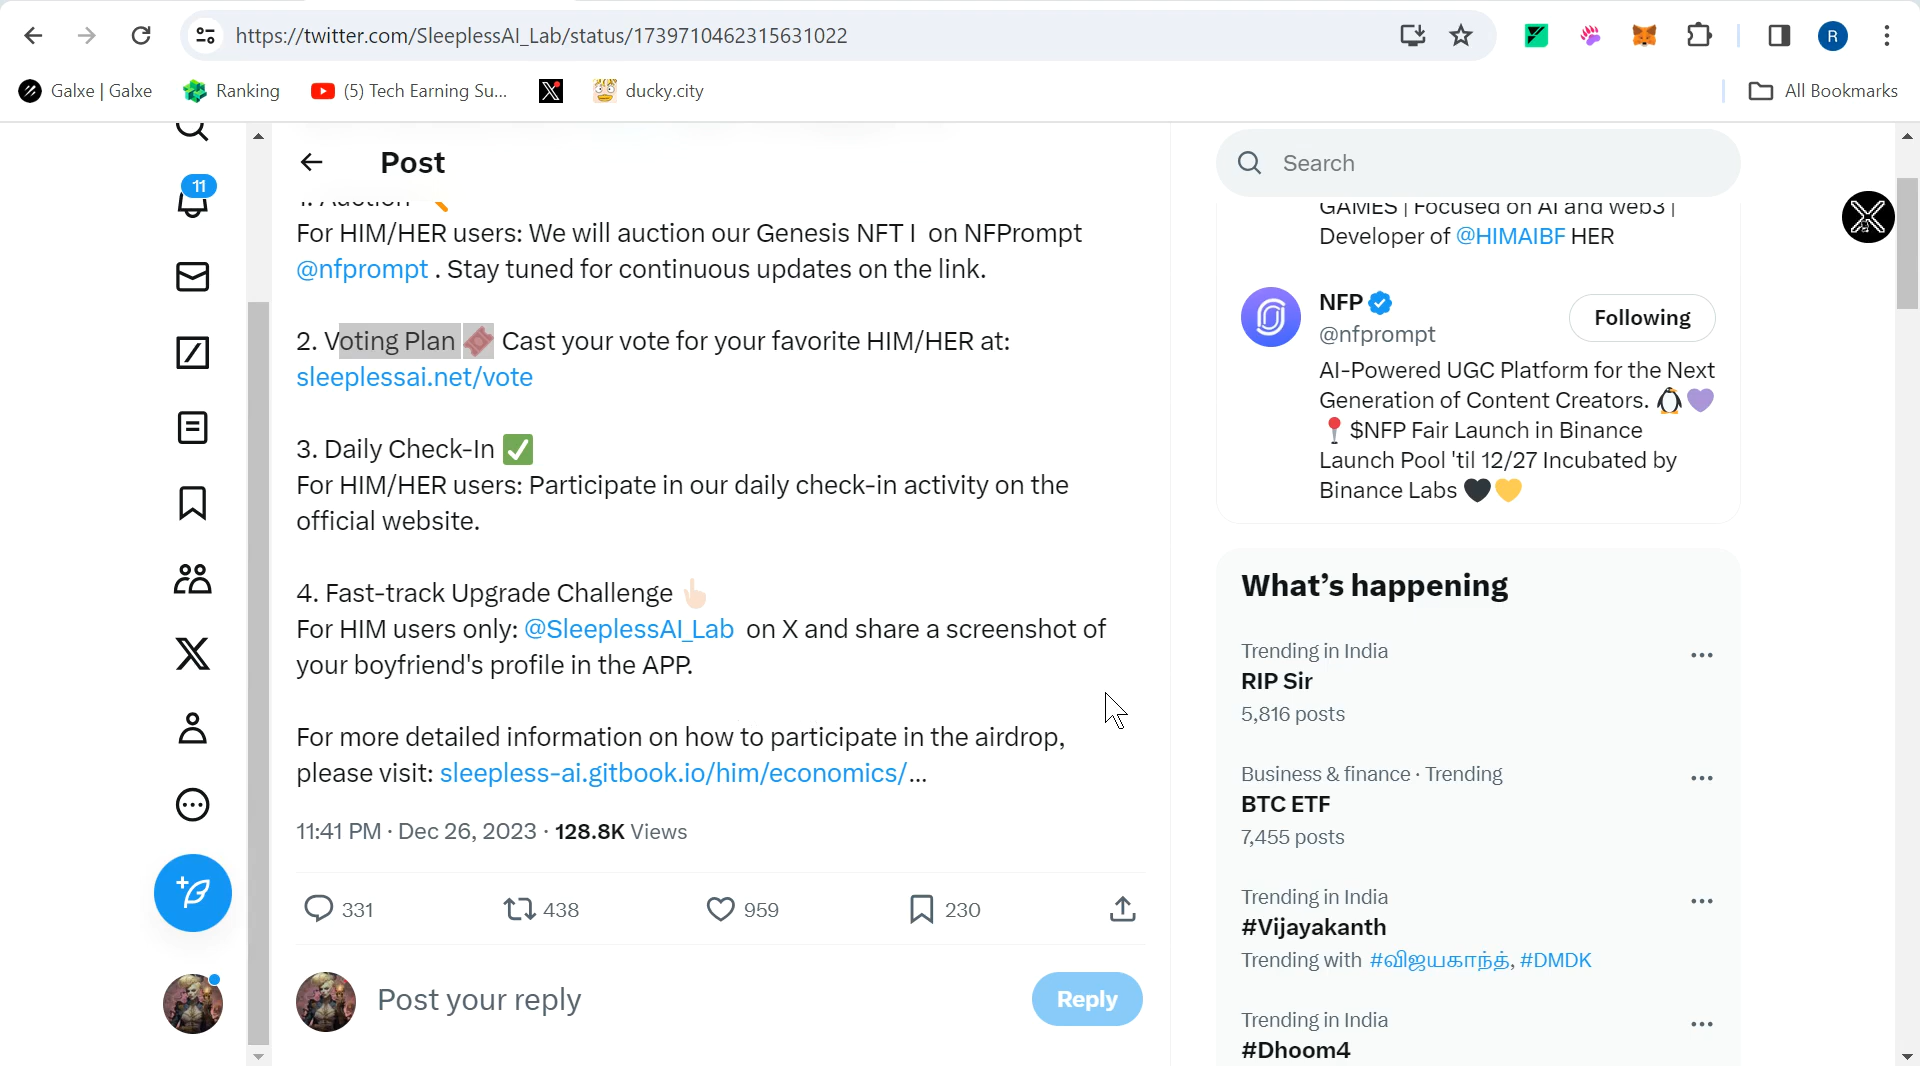 https://twitter.com/SleeplessAI_Lab/status/1739710462315631022
R
Galxe | Galxe
Ranking
(5) Tech Earning Su...
ducky.city
All Bookmarks
11
Post
1. Auction
For HIM/HER users: We will auction our Genesis NFT I on NFPrompt
@nfprompt . Stay tuned for continuous updates on the link.
2. Voting Plan 🎟️ Cast your vote for your favorite HIM/HER at:
sleeplessai.net/vote
3. Daily Check-In ✅
For HIM/HER users: Participate in our daily check-in activity on the
official website.
4. Fast-track Upgrade Challenge 👆🏻
For HIM users only: @SleeplessAI_Lab on X and share a screenshot of
your boyfriend's profile in the APP.
For more detailed information on how to participate in the airdrop,
please visit: sleepless-ai.gitbook.io/him/economics/...
11:41 PM · Dec 26, 2023 · 128.8K Views
331
438
959
230
Post your reply
Reply
Search
GAMES | Focused on AI and web3 |
Developer of @HIMAIBF HER
NFP
@nfprompt
Following
AI-Powered UGC Platform for the Next
Generation of Content Creators. 🐧💜
📍 $NFP Fair Launch in Binance
Launch Pool 'til 12/27 Incubated by
Binance Labs 🖤💛
What's happening
Trending in India
RIP Sir
5,816 posts
Business & finance · Trending
BTC ETF
7,455 posts
Trending in India
#Vijayakanth
Trending with #விஜயகாந்த், #DMDK
Trending in India
#Dhoom4